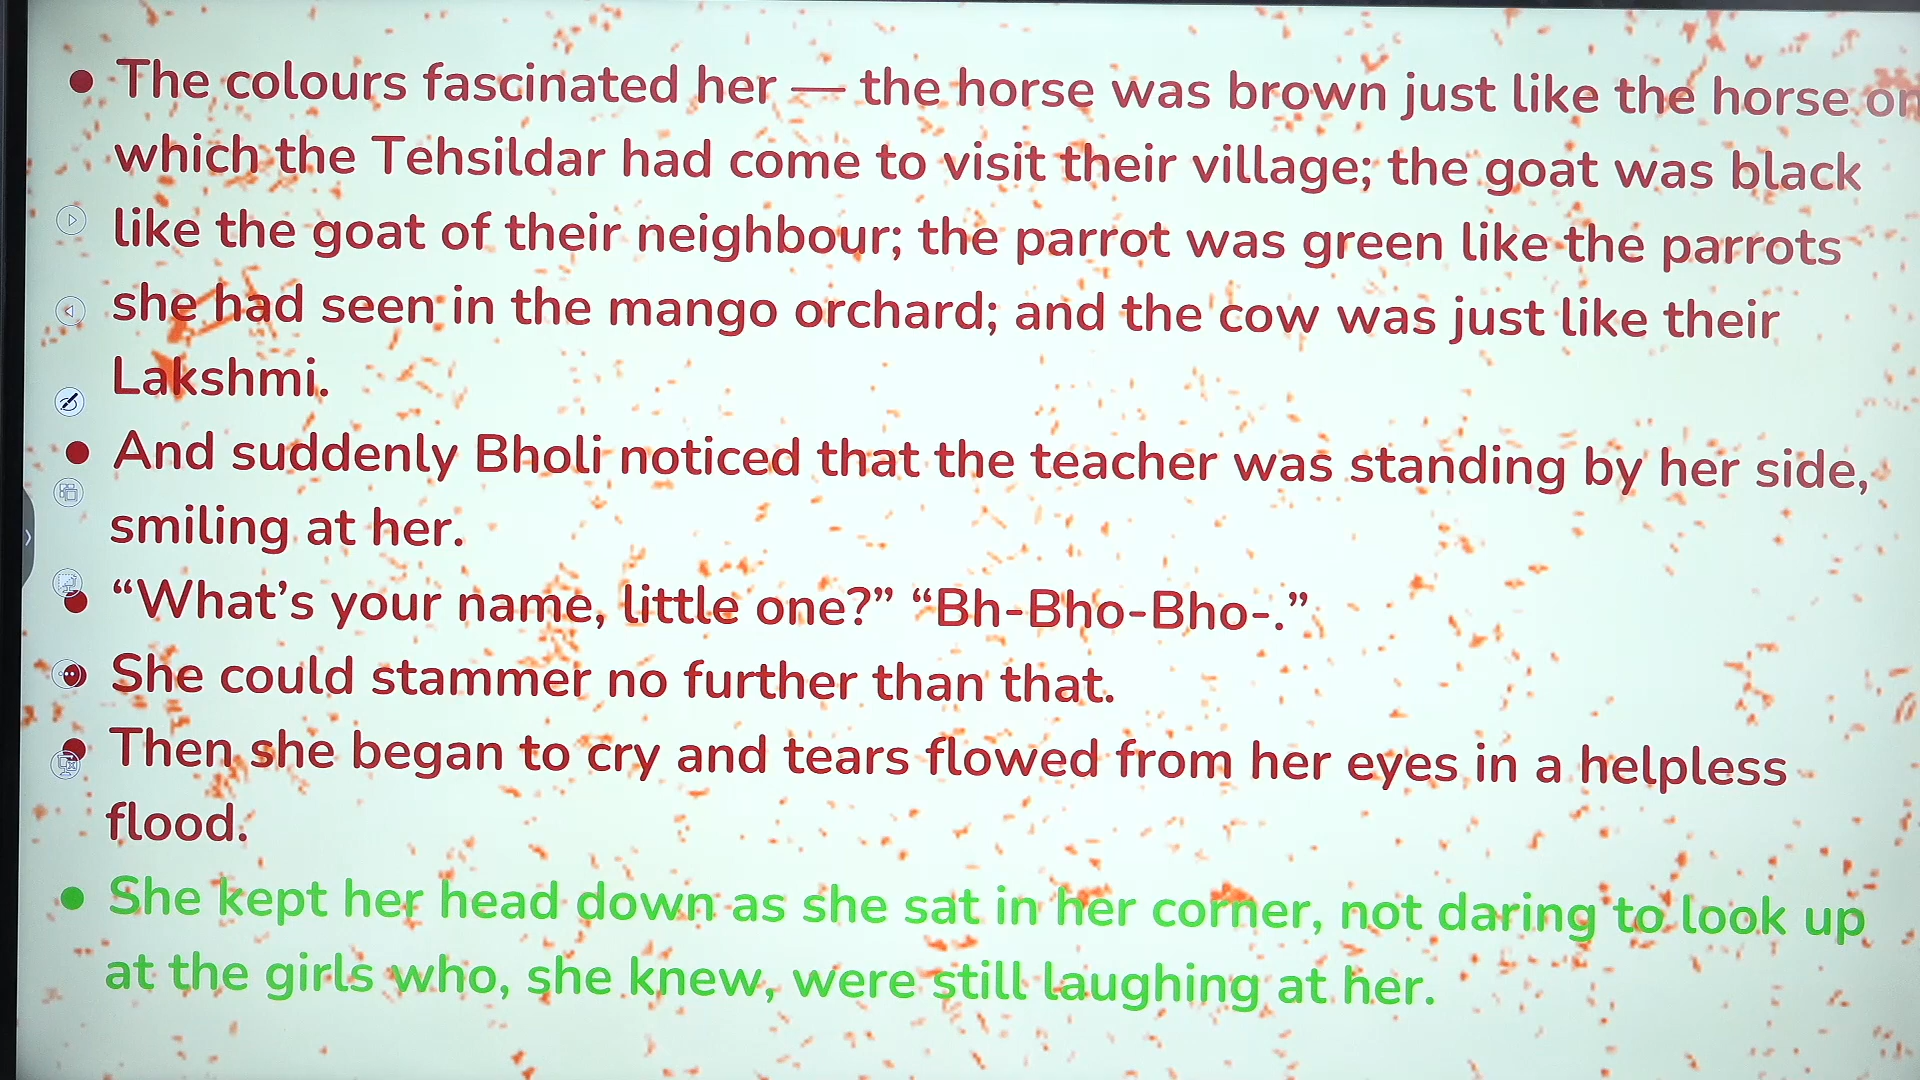 • The colours fascinated her — the horse was brown just like the horse on
which the Tehsildar had come to visit their village; the goat was black
like the goat of their neighbour; the parrot was green like the parrots
she had seen in the mango orchard; and the cow was just like their
Lakshmi.
• And suddenly Bholi noticed that the teacher was standing by her side,
smiling at her.
• “What’s your name, little one?” “Bh-Bho-Bho-.”
• She could stammer no further than that.
• Then she began to cry and tears flowed from her eyes in a helpless
flood.
• She kept her head down as she sat in her corner, not daring to look up
at the girls who, she knew, were still laughing at her.